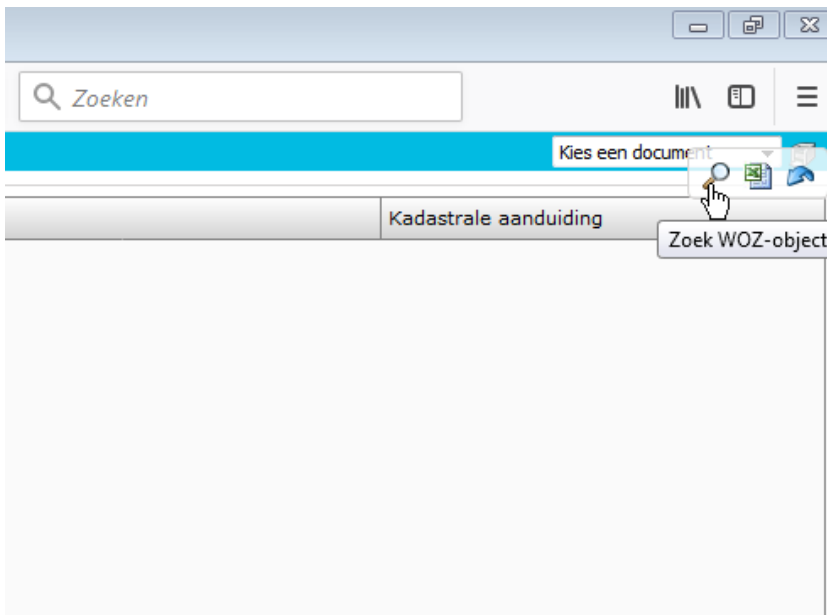 Zoeken
Kies een document
Kadastrale aanduiding
Zoek WOZ-object